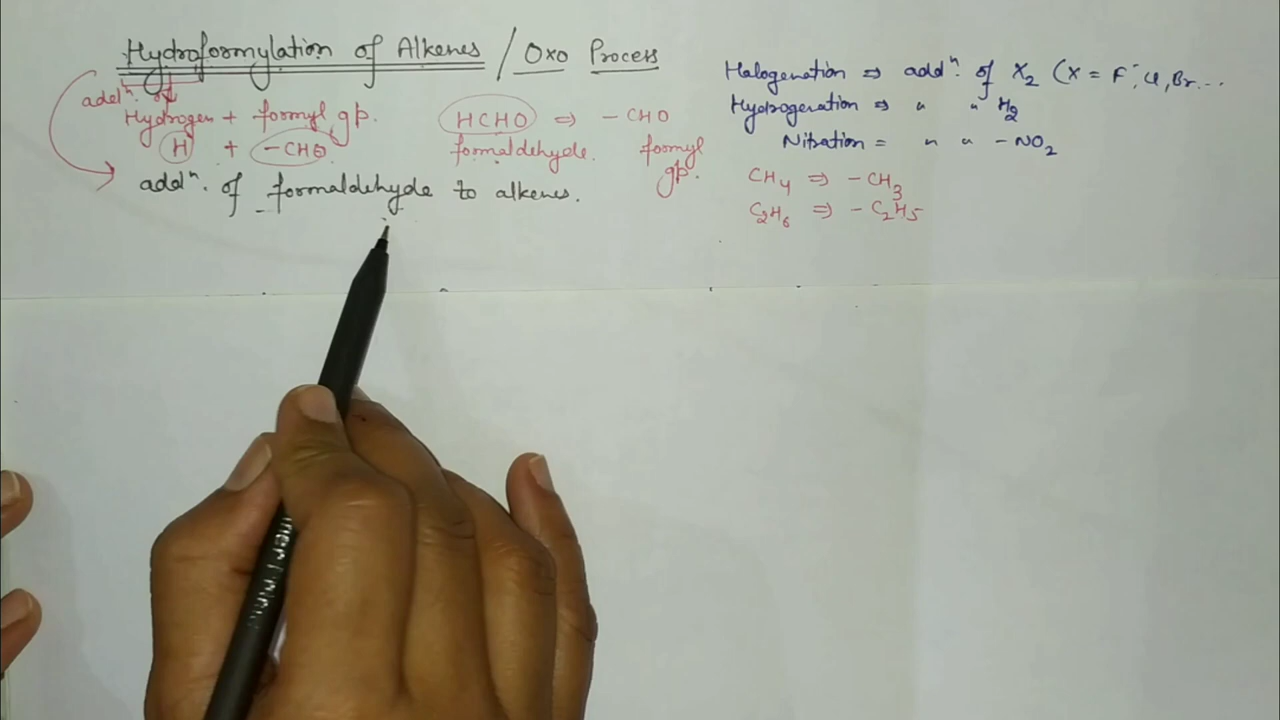 Hydroformylation of Alkenes / Oxo Process
addⁿ. of
Hydrogen + formyl gp.
H + -CHO
addⁿ. of formaldehyde to alkenes.
HCHO ⇒ -CHO
formaldehyde. formyl
gp.
Halogenation ⇒ addⁿ. of X₂ (X = F, Cl, Br...
Hydrogenation ⇒ " " H₂
Nitration = " " -NO₂
CH₄ ⇒ -CH₃
C₂H₆ ⇒ -C₂H₅